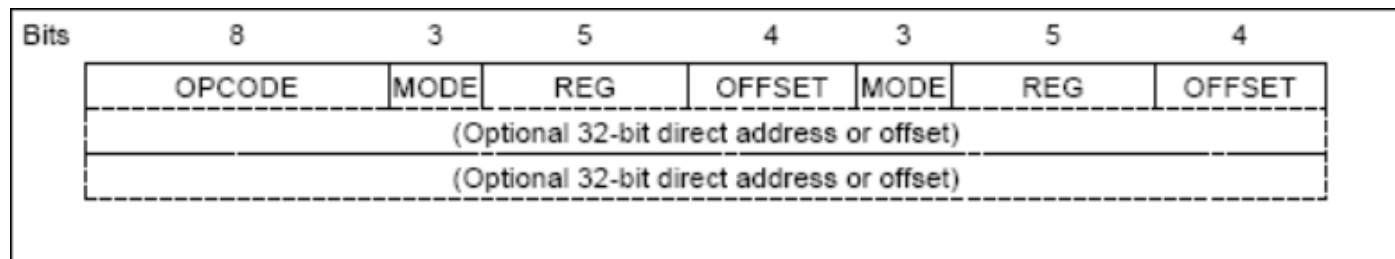 Bits 8 3 5 4 3 5 4
OPCODE MODE REG OFFSET MODE REG OFFSET
(Optional 32-bit direct address or offset)
(Optional 32-bit direct address or offset)